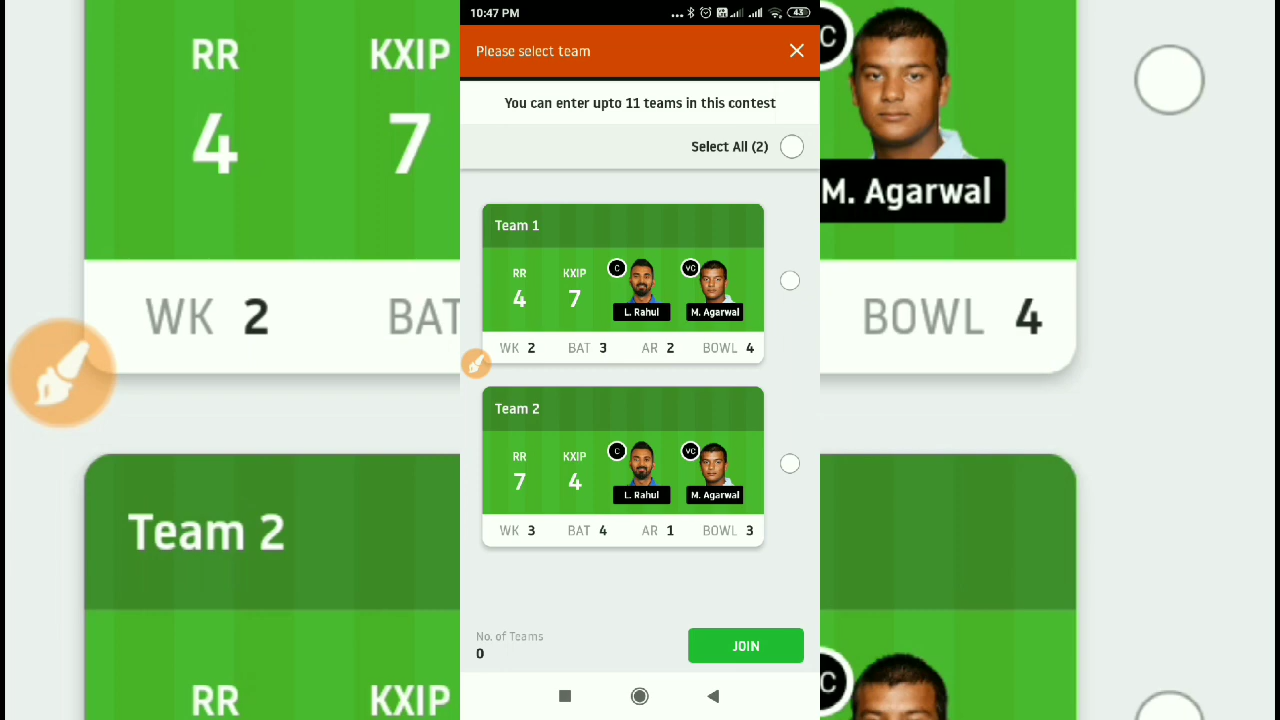 10:47 PM
43
Please select team
You can enter upto 11 teams in this contest
Select All (2)
Team 1
RR
KXIP
4
7
C
VC
L. Rahul
M. Agarwal
WK 2
BAT 3
AR 2
BOWL 4
Team 2
RR
KXIP
7
4
C
VC
L. Rahul
M. Agarwal
WK 3
BAT 4
AR 1
BOWL 3
No. of Teams
0
JOIN
RR
KXIP
4
7
WK 2
BAT
Team 2
RR
KXIP
C
M. Agarwal
BOWL 4
C